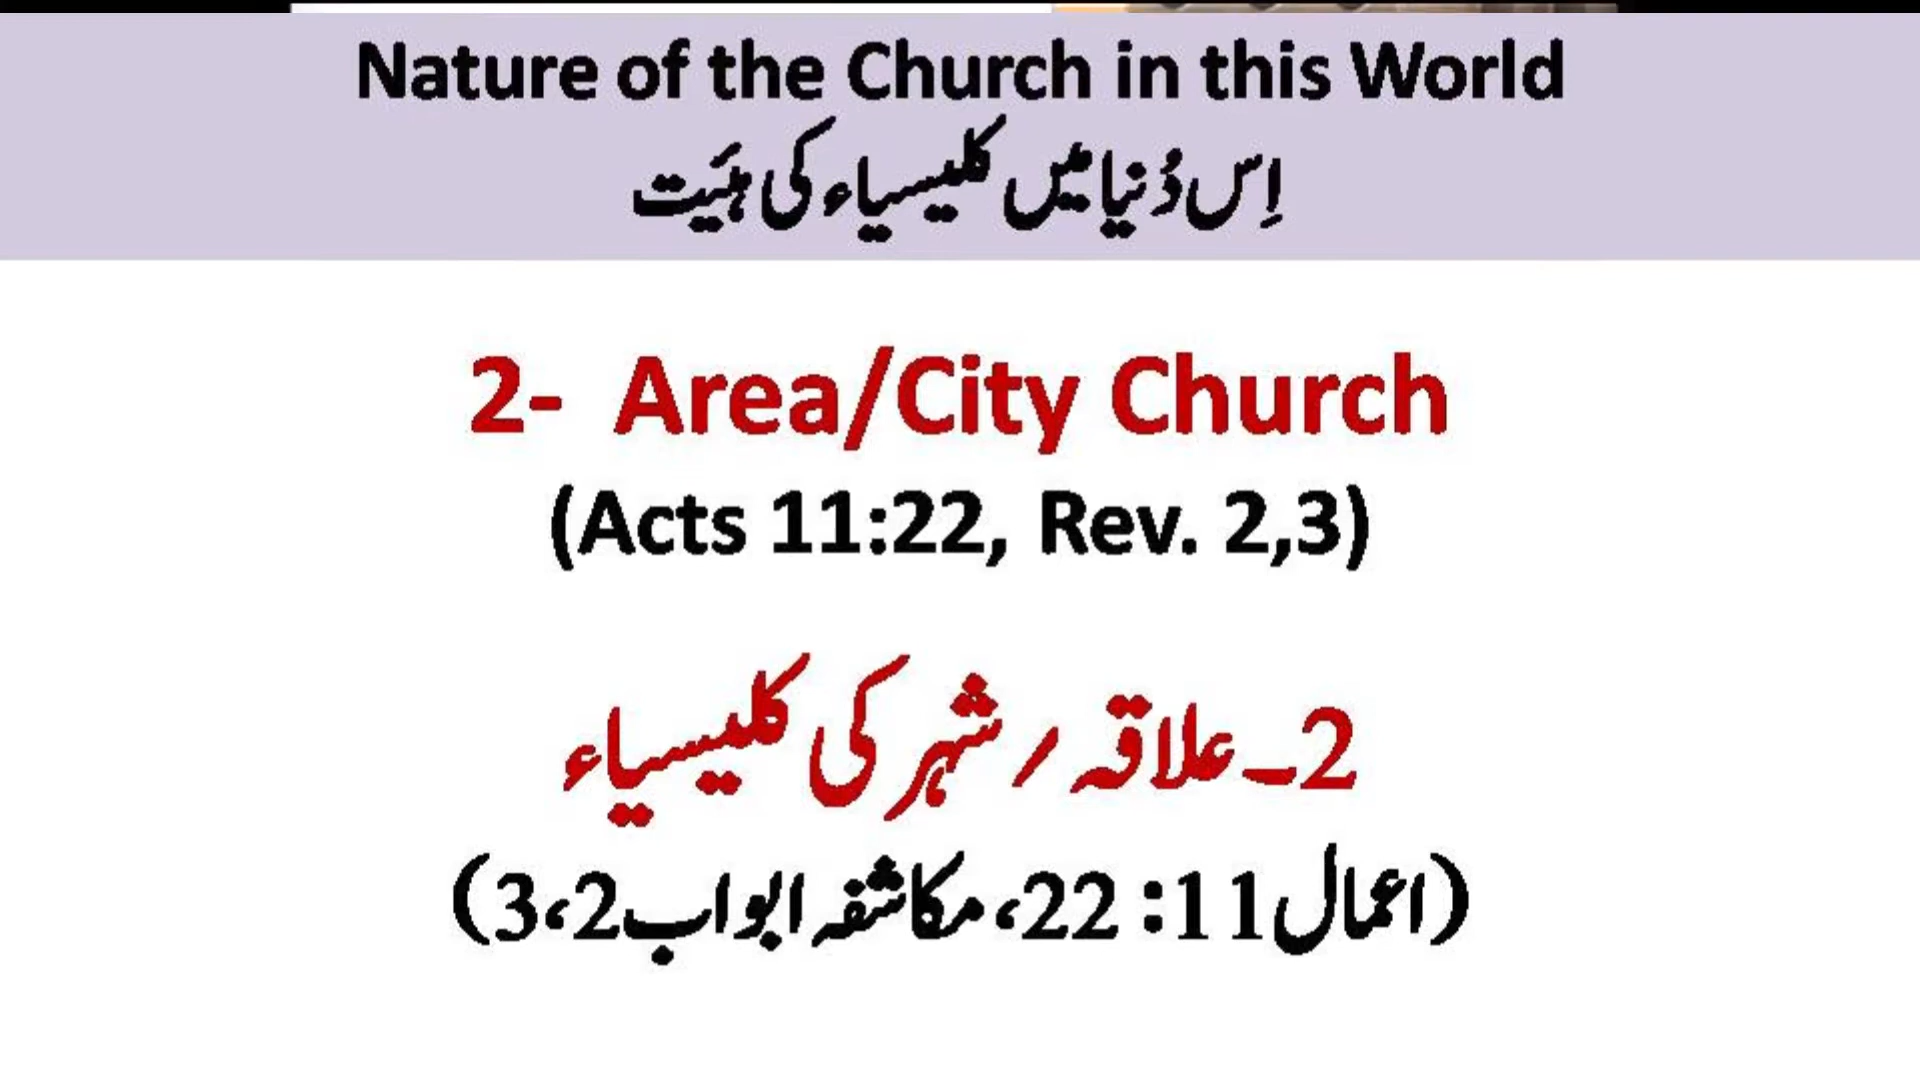 Nature of the Church in this World
اِس دُنیا میں کلیسیاء کی ہئیَت
2- Area/City Church
(Acts 11:22, Rev. 2,3)
2۔ علاقہ / شہر کی کلیسیاء
(اعمال 11: 22، مکاشفہ ابواب 2، 3)